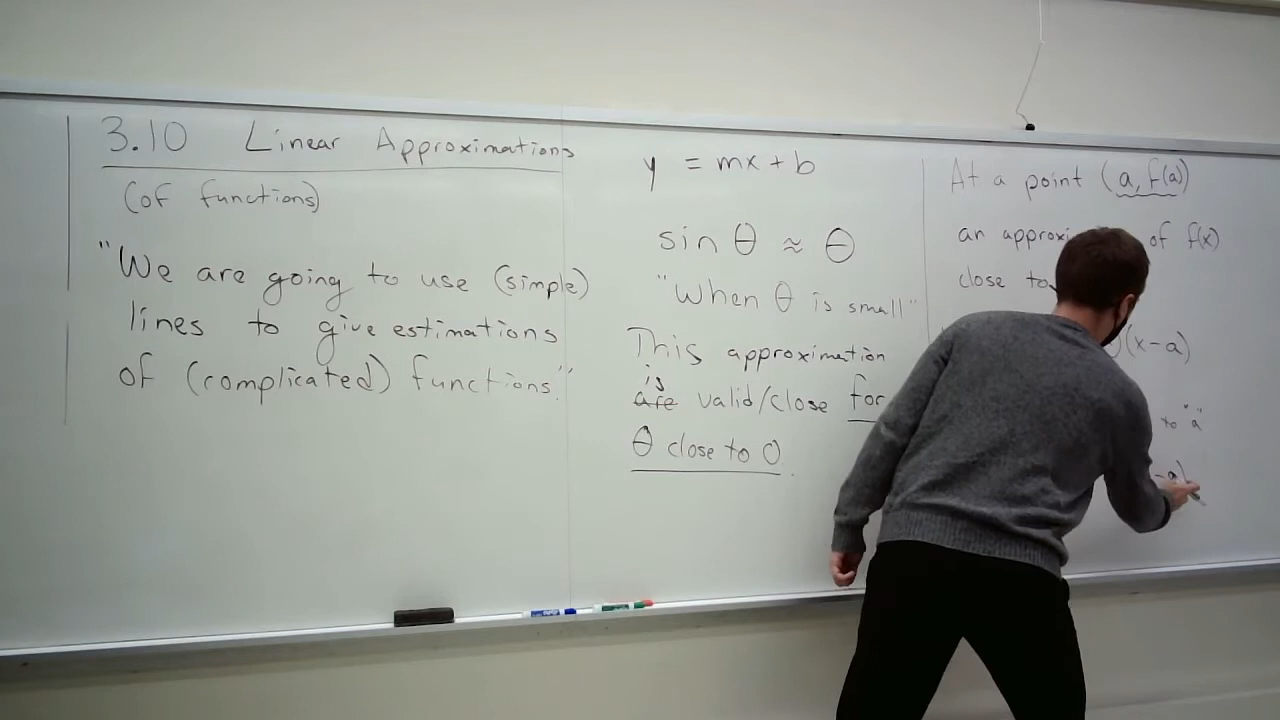 3.10 Linear Approximations
(of functions)
"We are going to use (simple)
lines to give estimations
of (complicated) functions."
y = mx + b
sin θ ≈ θ
"When θ is small"
This approximation
is
are valid/close for
θ close to 0.
At a point (a, f(a))
an of f(x)
close to
)(x-a)
to "a"
-a)